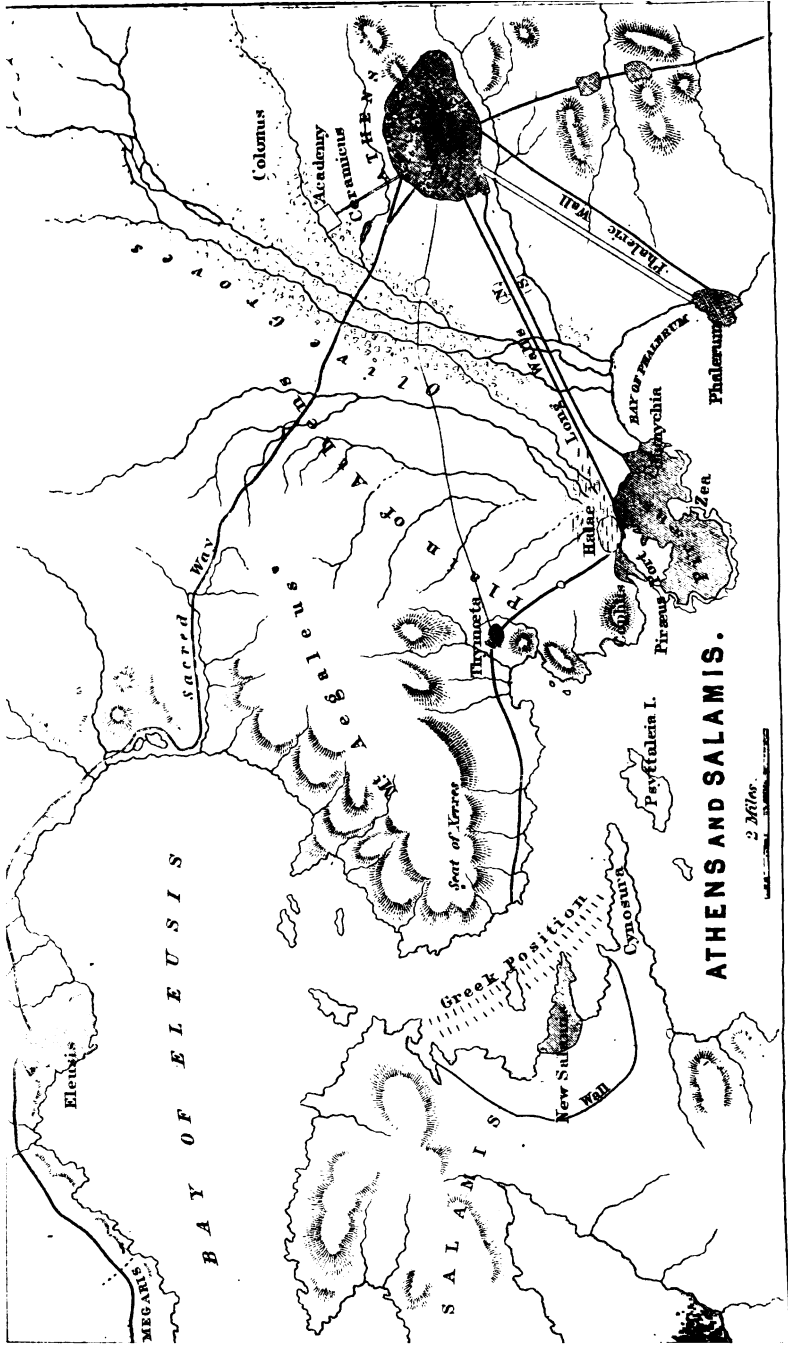 ATHENS AND SALAMIS.
2 Miles.
MEGARIS
Eleusis
BAY OF ELEUSIS
SALAMIS
Wall
New Salamis
Greek Position
Cynosura
Psyttaleia I.
Seat of Xerxes
Mt. Aegaleus
Sacred Way
Thymoeta
Piraeus
Port
Zea
Munychia
Halae
Long Walls
N
S
BAY OF PHALERUM
Phalerum
Phaleric Wall
Plain of Athens
Olive Groves
ATHENS
Ceramicus
Academy
Colonus